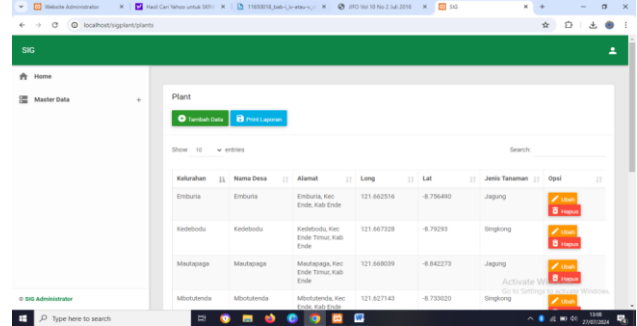 Website Administrator
Hasil Cari Yahoo untuk SKRI
11650018_bab-i_iv-atau-v_
JIFO Vol 10 No 2 Juli 2016
SIG
localhost/sigplant/plants
SIG
Home
Master Data +
Plant
Tambah Data
Print Laporan
Show 10 entries
Search:
Kelurahan Nama Desa Alamat Long Lat Jenis Tanaman Opsi
Emburia Emburia Emburia, Kec Ende, Kab Ende 121.662516 -8.756490 Jagung Ubah Hapus
Kedebodu Kedebodu Kedebodu, Kec Ende Timur, Kab Ende 121.667328 -8.79293 Singkong Ubah Hapus
Mautapaga Mautapaga Mautapaga, Kec Ende Timur, Kab Ende 121.668039 -8.842273 Jagung Ubah Hapus
Mbotutenda Mbotutenda Mbotutenda, Kec Ende, Kab Ende 121.627143 -8.733020 Singkong Ubah
Activate Windows
Go to Settings to activate Windows.
© SIG Administrator
Type here to search
13:08
27/07/2024